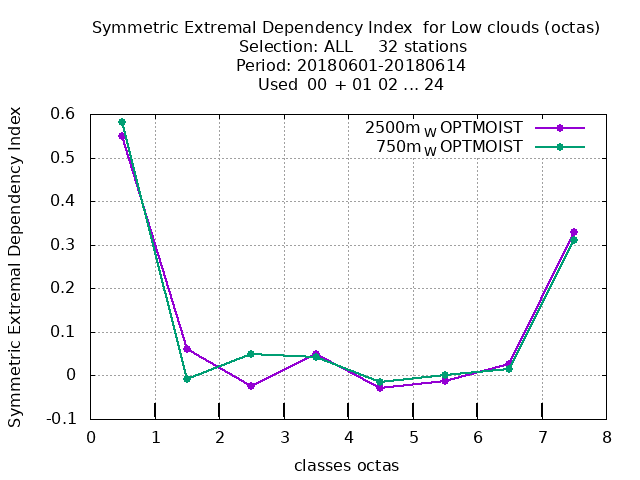 Symmetric Extremal Dependency Index  for Low clouds (octas)
Selection: ALL     32 stations
Period: 20180601-20180614
Used  00  + 01 02 ... 24
Symmetric Extremal Dependency Index
0.6
0.5
0.4
0.3
0.2
0.1
0
-0.1
2500m W OPTMOIST
750m W OPTMOIST
0 1 2 3 4 5 6 7 8
classes octas